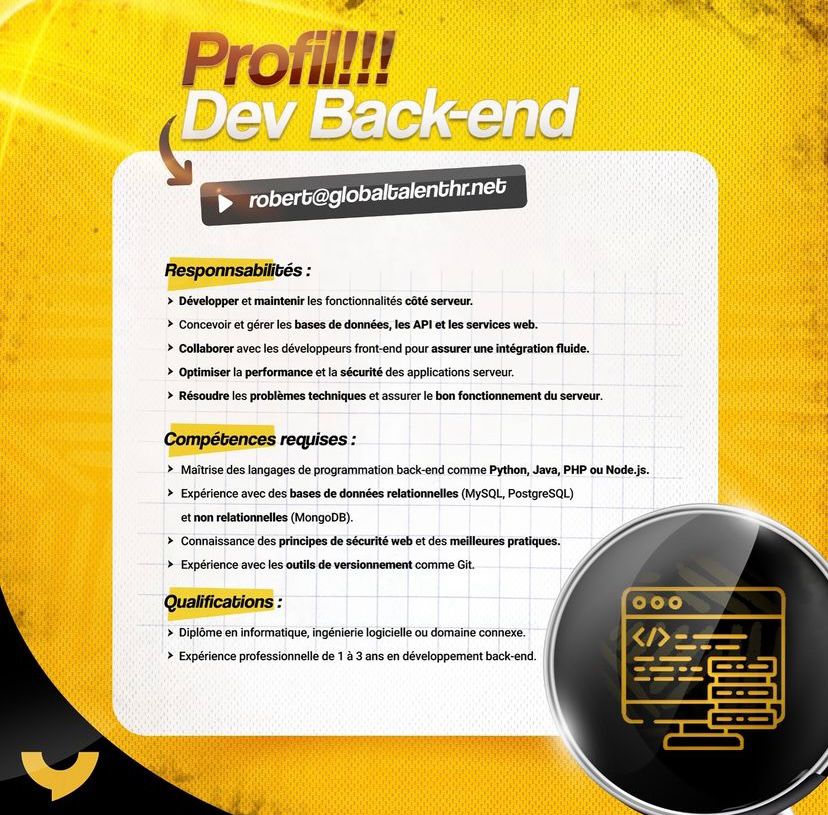 Profil!!!
Dev Back-end
robert@globaltalenthr.net
Responnsabilités :
Développer et maintenir les fonctionnalités côté serveur.
Concevoir et gérer les bases de données, les API et les services web.
Collaborer avec les développeurs front-end pour assurer une intégration fluide.
Optimiser la performance et la sécurité des applications serveur.
Résoudre les problèmes techniques et assurer le bon fonctionnement du serveur.
Compétences requises :
Maîtrise des langages de programmation back-end comme Python, Java, PHP ou Node.js.
Expérience avec des bases de données relationnelles (MySQL, PostgreSQL)
et non relationnelles (MongoDB).
Connaissance des principes de sécurité web et des meilleures pratiques.
Expérience avec les outils de versionnement comme Git.
Qualifications :
Diplôme en informatique, ingénierie logicielle ou domaine connexe.
Expérience professionnelle de 1 à 3 ans en développement back-end.